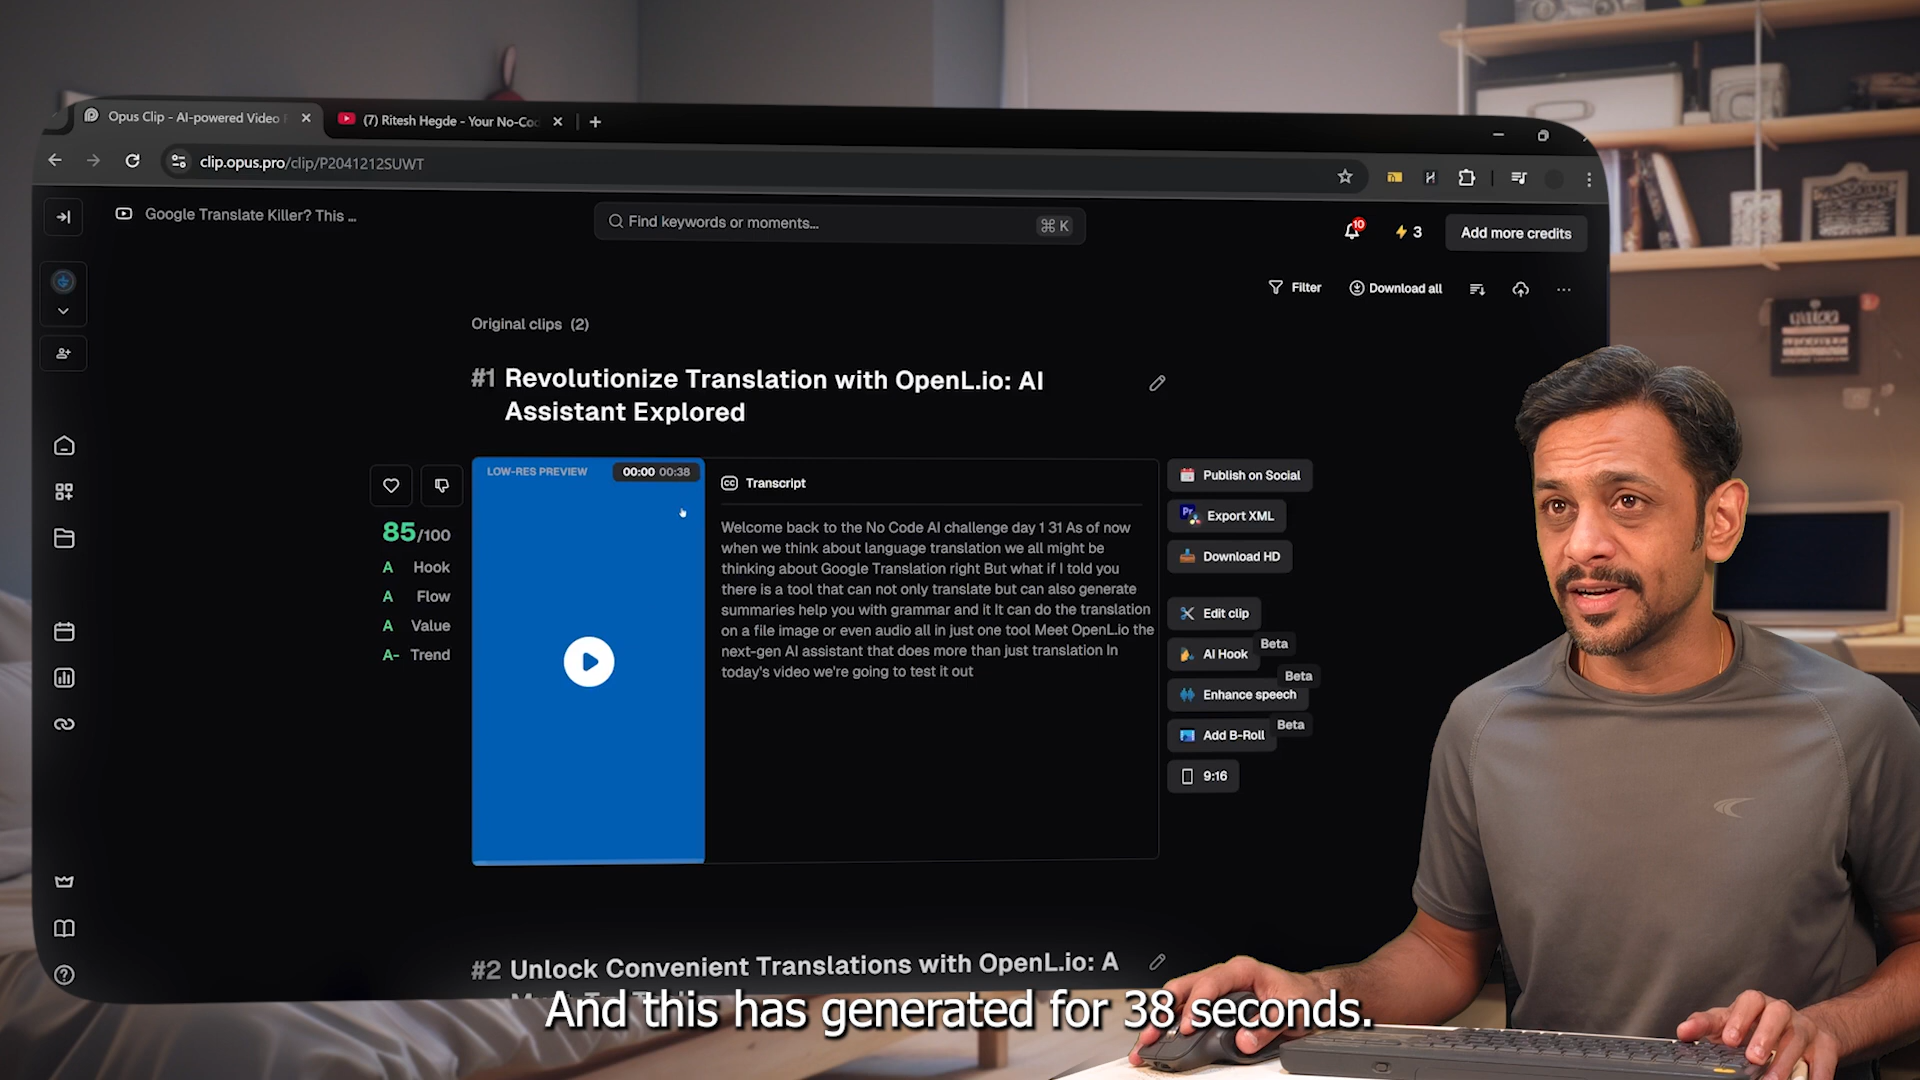 Opus Clip - AI-powered Video
(7) Ritesh Hegde - Your No-Co
clip.opus.pro/clip/P2041212SUWT
Google Translate Killer? This ...
Find keywords or moments...
⌘ K
10
3
Add more credits
Filter
Download all
Original clips (2)
#1 Revolutionize Translation with OpenL.io: AI
Assistant Explored
LOW-RES PREVIEW
00:00 00:38
85/100
A Hook
A Flow
A Value
A- Trend
CC Transcript
Welcome back to the No Code AI challenge day 1 31 As of now
when we think about language translation we all might be
thinking about Google Translation right But what if I told you
there is a tool that can not only translate but can also generate
summaries help you with grammar and it It can do the translation
on a file image or even audio all in just one tool Meet OpenL.io the
next-gen AI assistant that does more than just translation In
today's video we're going to test it out
Publish on Social
Pr Export XML
Download HD
Edit clip
AI Hook Beta
Enhance speech Beta
Add B-Roll Beta
9:16
#2 Unlock Convenient Translations with OpenL.io: A
And this has generated for 38 seconds.